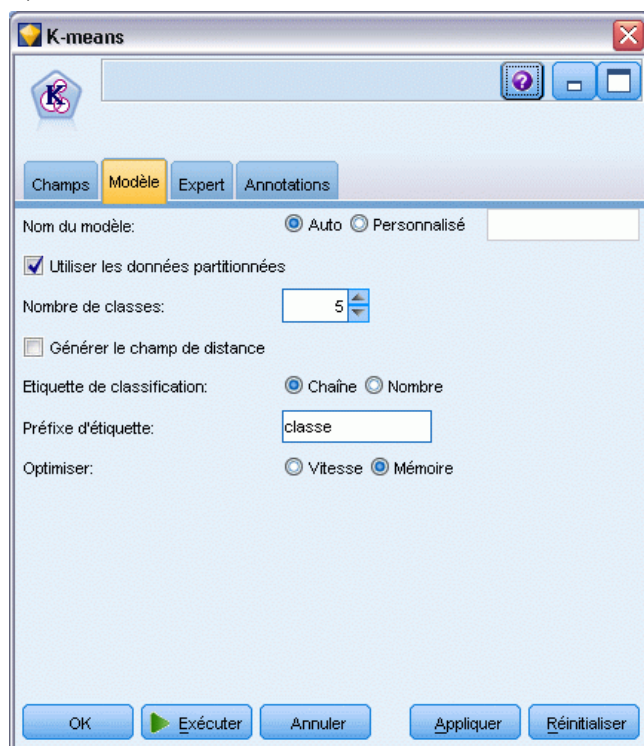 K-means
K
Champs Modèle Expert Annotations
Nom du modèle: Auto Personnalisé
Utiliser les données partitionnées
Nombre de classes: 5
Générer le champ de distance
Etiquette de classification: Chaîne Nombre
Préfixe d'étiquette: classe
Optimiser: Vitesse Mémoire
OK Exécuter Annuler Appliquer Réinitialiser